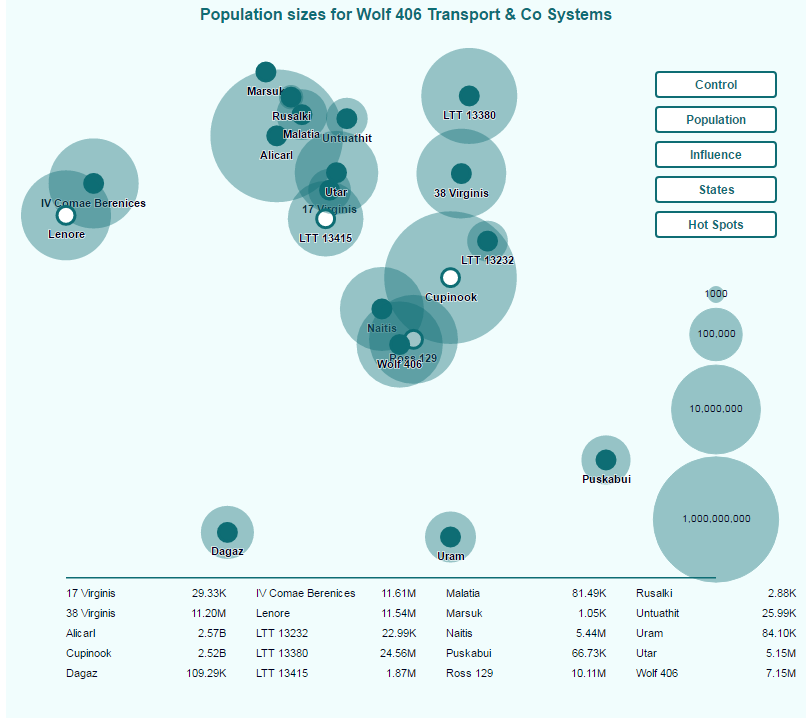 Population sizes for Wolf 406 Transport & Co Systems
Marsuk
Rusalki
Malatia
Untuathit
Alicarl
LTT 13380
Utar
38 Virginis
17 Virginis
IV Comae Berenices
Lenore
LTT 13415
LTT 13232
Cupinook
Naitis
Ross 129
Wolf 406
Puskabui
Dagaz
Uram
Control
Population
Influence
States
Hot Spots
1000
100,000
10,000,000
1,000,000,000
17 Virginis 29.33K IV Comae Berenices 11.61M Malatia 81.49K Rusalki 2.88K
38 Virginis 11.20M Lenore 11.54M Marsuk 1.05K Untuathit 25.99K
Alicarl 2.57B LTT 13232 22.99K Naitis 5.44M Uram 84.10K
Cupinook 2.52B LTT 13380 24.56M Puskabui 66.73K Utar 5.15M
Dagaz 109.29K LTT 13415 1.87M Ross 129 10.11M Wolf 406 7.15M